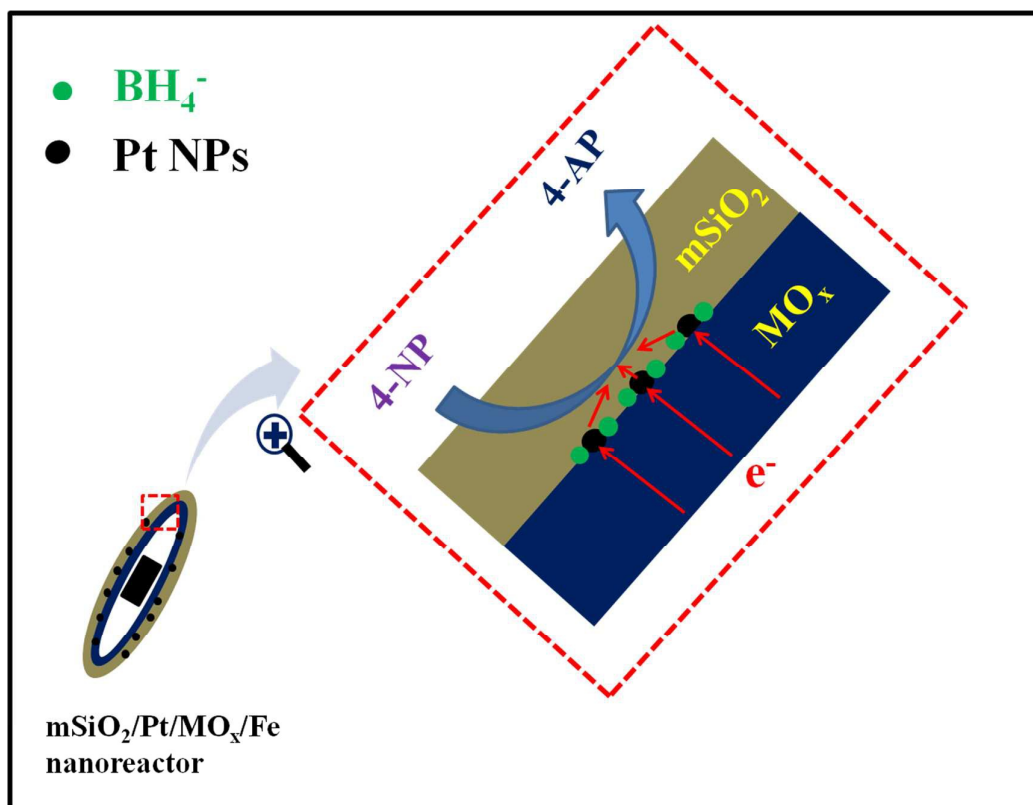 BH₄⁻
Pt NPs
4-AP
mSiO₂
MOₓ
4-NP
e⁻
mSiO₂/Pt/MOₓ/Fe
nanoreactor